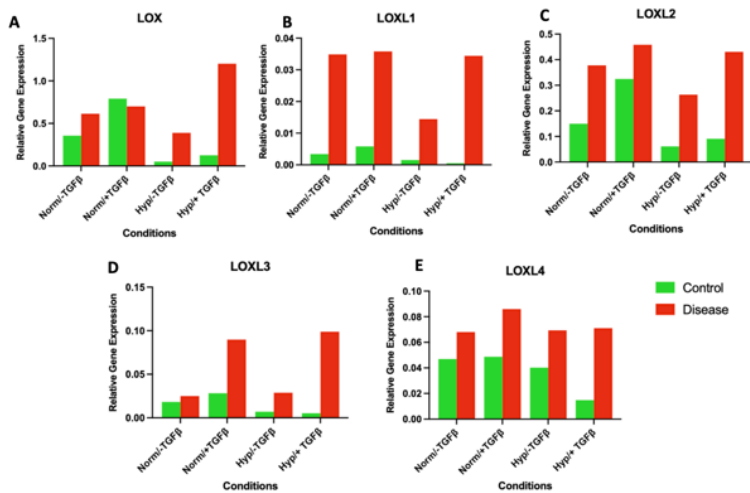 A
LOX
Relative Gene Expression
1.5
1.0
0.5
0.0
Norm/-TGFβ
Norm/+TGFβ
Hyp/-TGFβ
Hyp/+ TGFβ
Conditions
B
LOXL1
Relative Gene Expression
0.04
0.03
0.02
0.01
0.00
Norm/-TGFβ
Norm/+TGFβ
Hyp/-TGFβ
Hyp/+ TGFβ
Conditions
C
LOXL2
Relative Gene Expression
0.5
0.4
0.3
0.2
0.1
0.0
Norm/-TGFβ
Norm/+TGFβ
Hyp/-TGFβ
Hyp/+ TGFβ
Conditions
D
LOXL3
Relative Gene Expression
0.15
0.10
0.05
0.00
Norm/-TGFβ
Norm/+TGFβ
Hyp/-TGFβ
Hyp/+ TGFβ
Conditions
E
LOXL4
Relative Gene Expression
0.10
0.08
0.06
0.04
0.02
0.00
Norm/-TGFβ
Norm/+TGFβ
Hyp/-TGFβ
Hyp/+ TGFβ
Conditions
Control
Disease